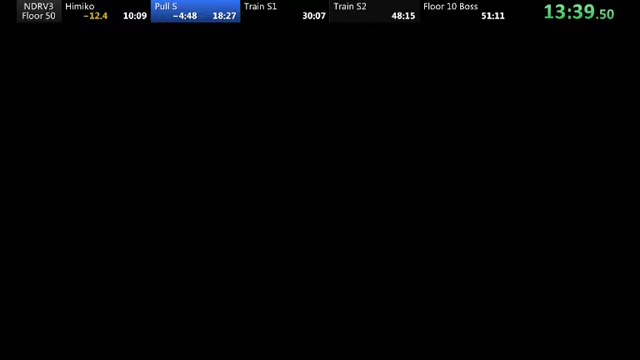 NDRV3
Floor 50
Himiko
−12.4 10:09
Pull S
−4:48 18:27
Train S1
30:07
Train S2
48:15
Floor 10 Boss
51:11
13:39.50